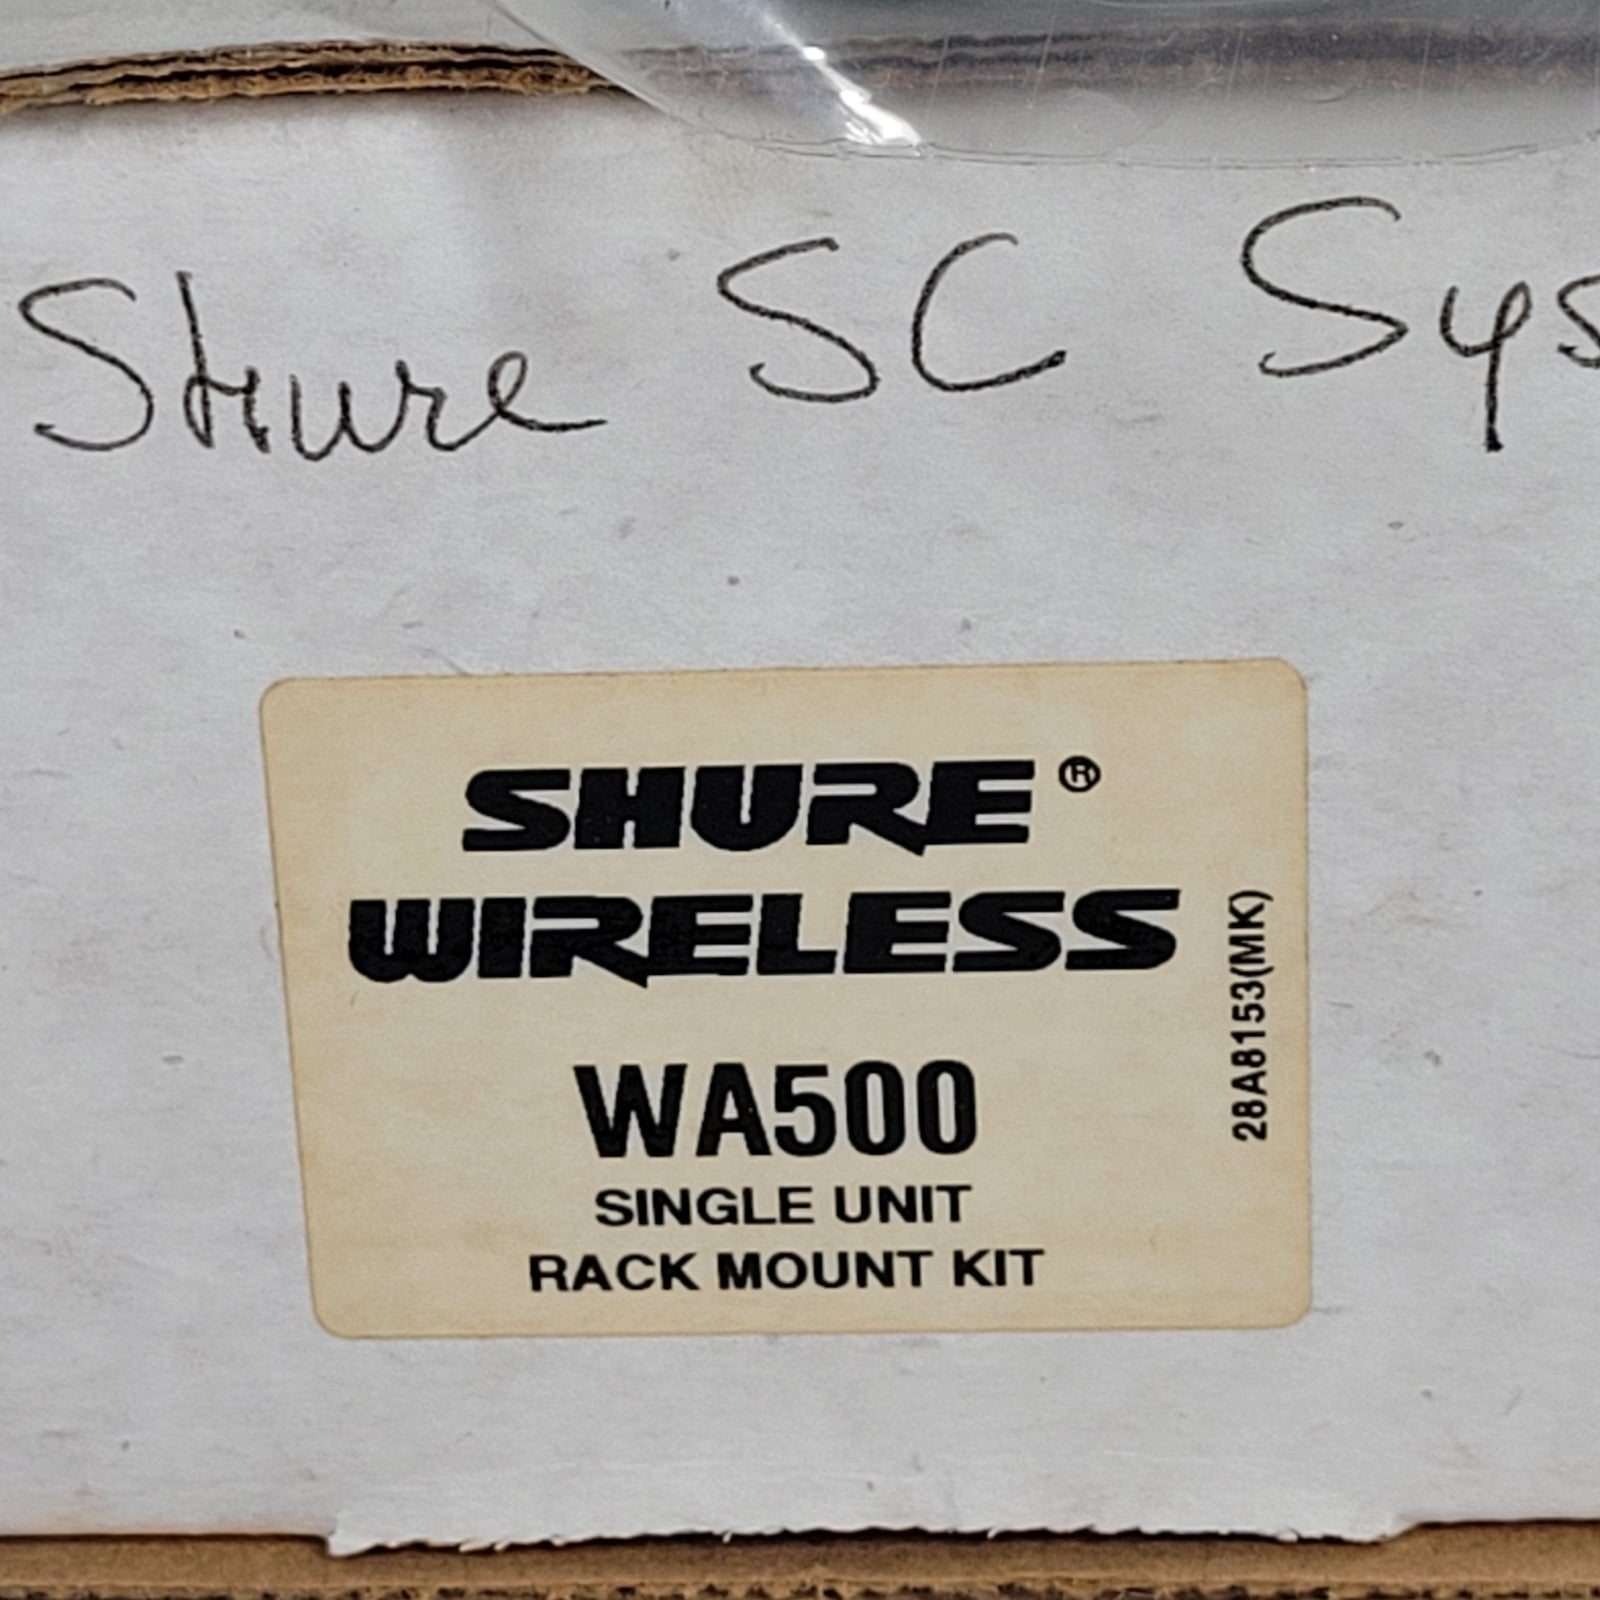 Shure SC Sys
SHURE®
WIRELESS
WA500
SINGLE UNIT
RACK MOUNT KIT
28A8153(MK)